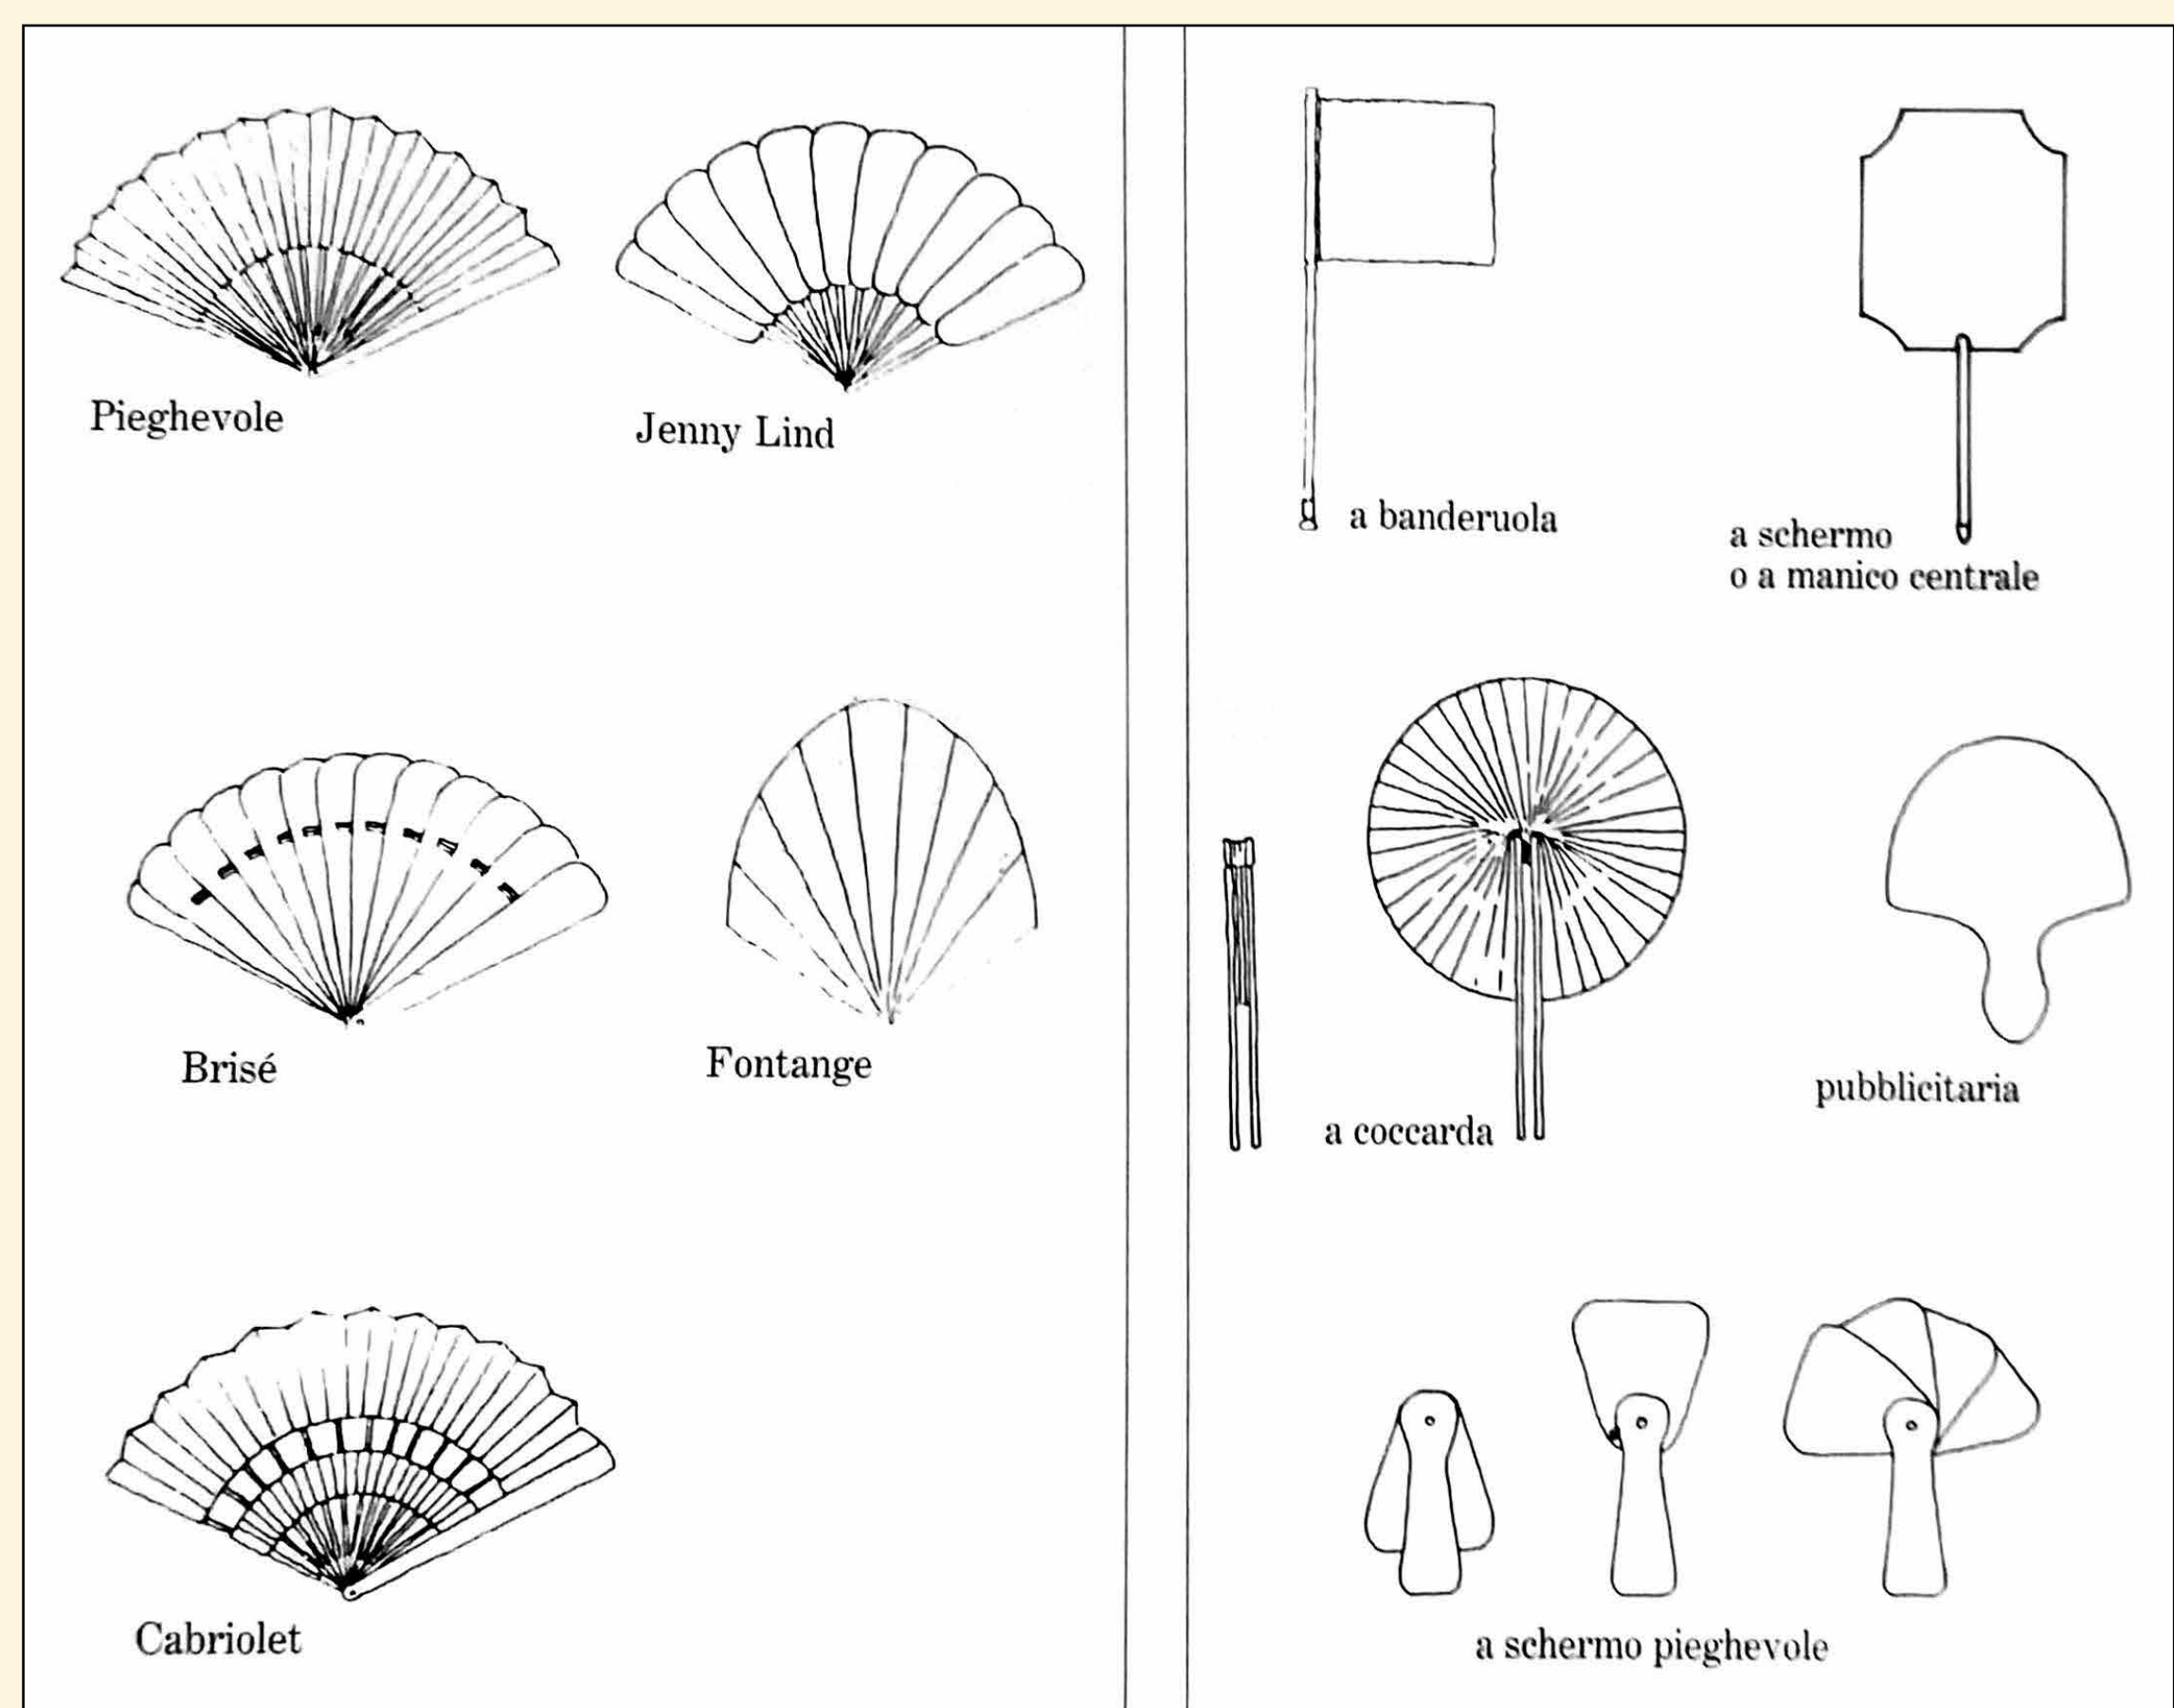 Pieghevole
Jenny Lind
Brisé
Fontange
Cabriolet
a banderuola
a schermo
o a manico centrale
a coccarda
pubblicitaria
a schermo pieghevole